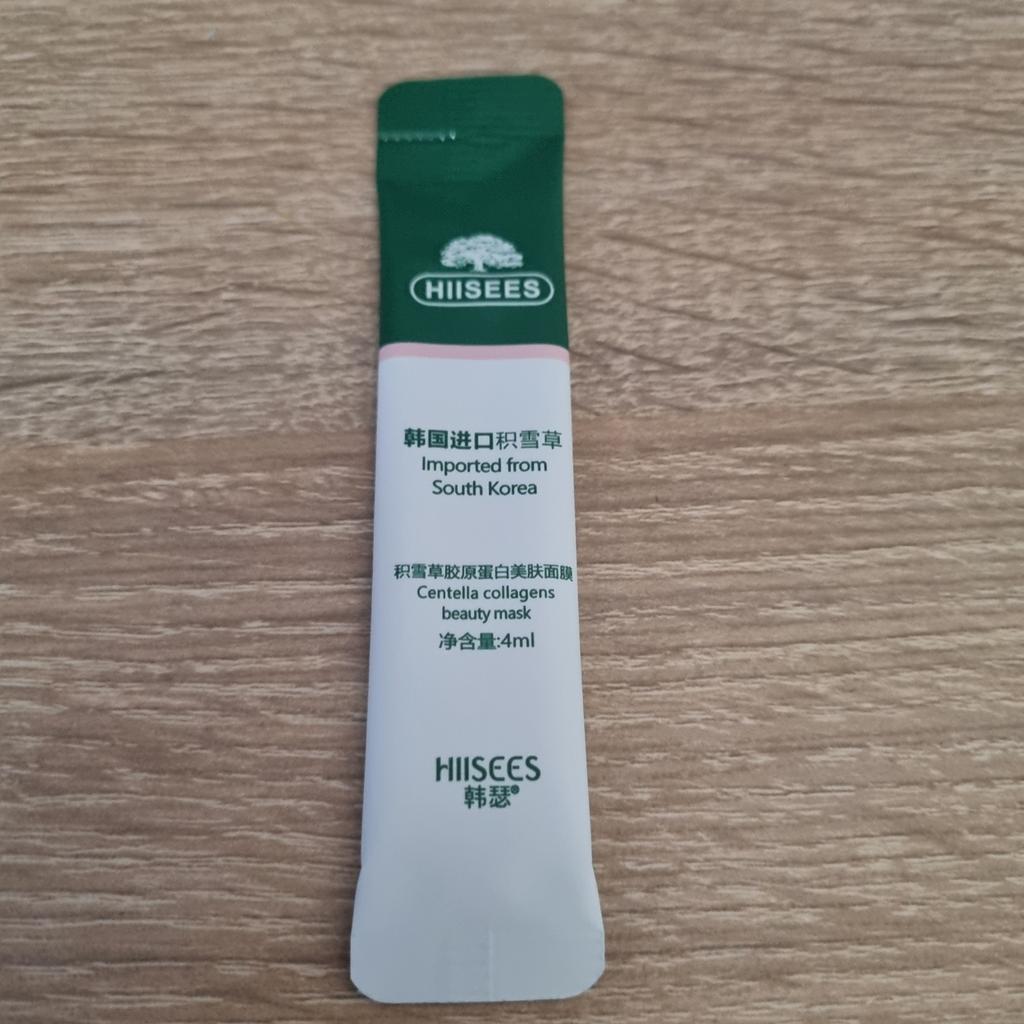 HIISEES
韩国进口积雪草
Imported from
South Korea
积雪草胶原蛋白美肤面膜
Centella collagens
beauty mask
净含量:4ml
HIISEES
韩瑟®